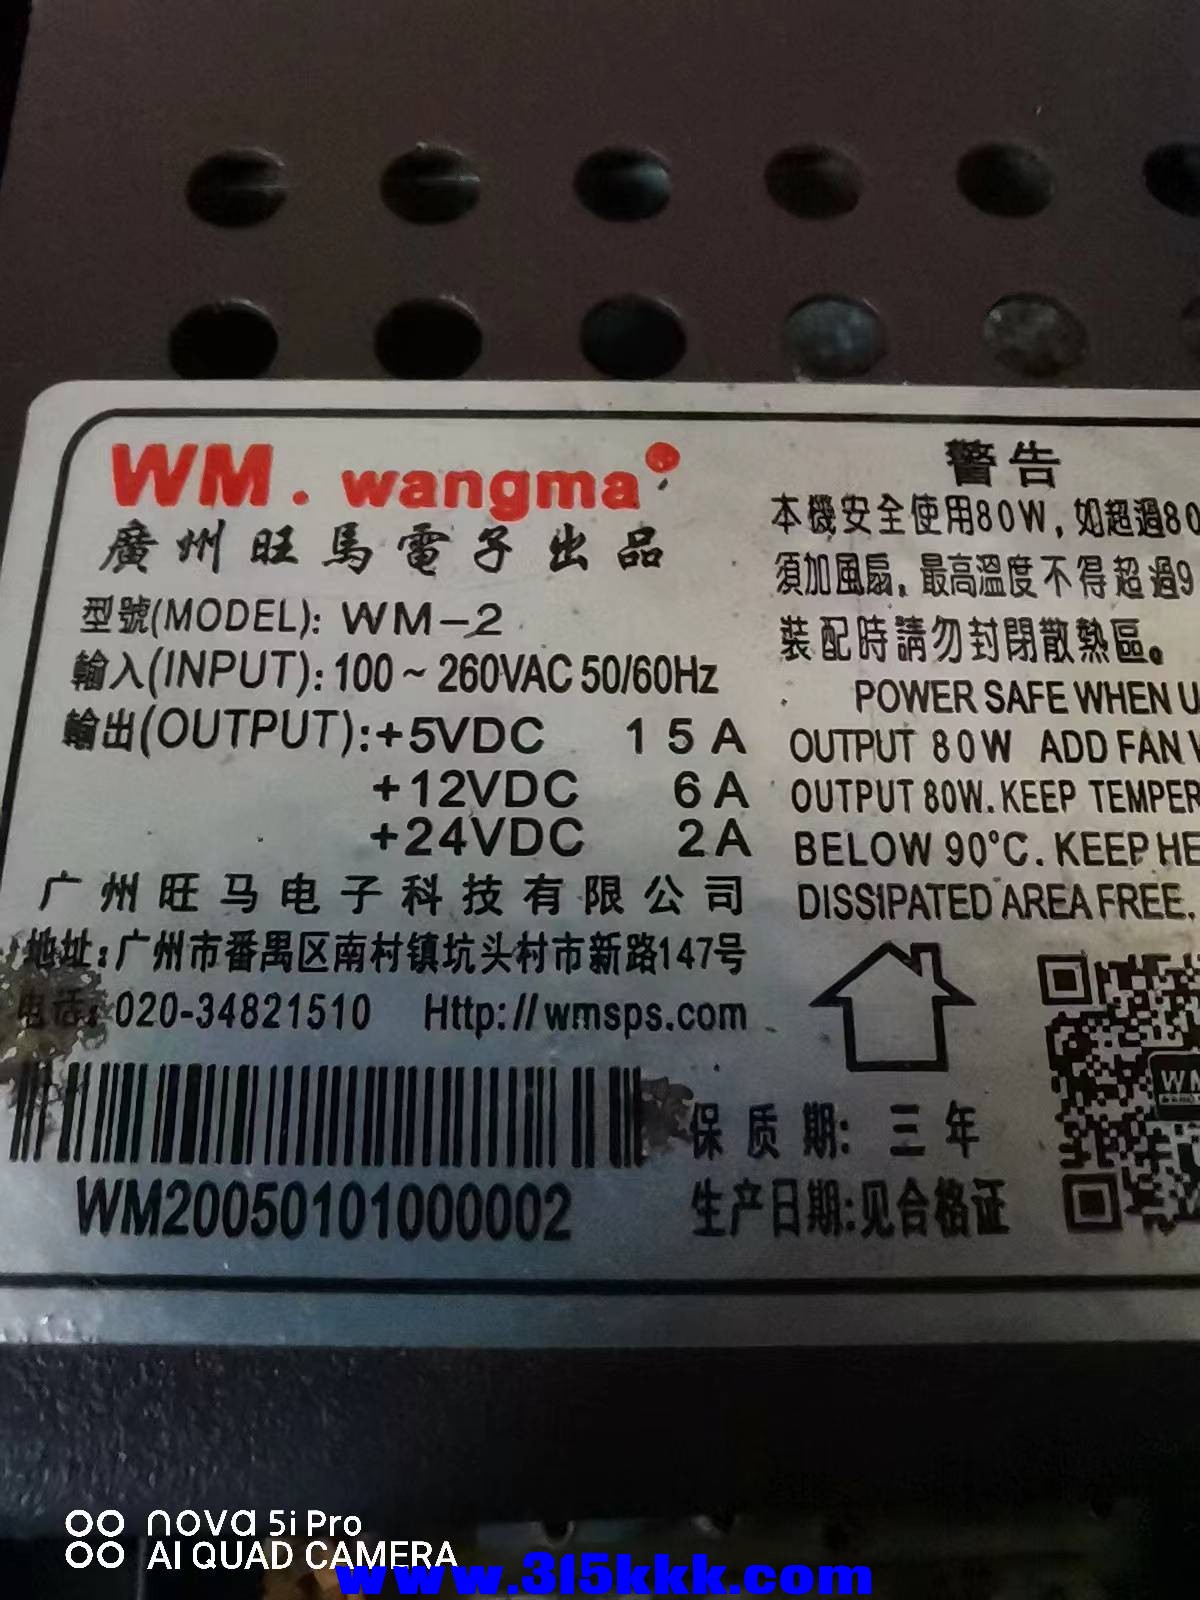 WM. wangma
廣州旺馬電子出品
型號(MODEL): WM-2
輸入(INPUT): 100~260VAC 50/60Hz
輸出(OUTPUT):+5VDC 15A
+12VDC 6A
+24VDC 2A
广州旺马电子科技有限公司
地址:广州市番禺区南村镇坑头村市新路147号
电话:020-34821510 Http://wmsps.com
WM20050101000002
警告
本機安全使用80W,如超過80
須加風扇,最高溫度不得超過9
裝配時請勿封閉散熱區。
POWER SAFE WHEN U
OUTPUT 80W ADD FAN
OUTPUT 80W. KEEP TEMPER
BELOW 90°C. KEEP HE
DISSIPATED AREA FREE.
WM
保质期: 三年
生产日期:见合格证
nova 5i Pro
AI QUAD CAMERA
www.315kkk.com